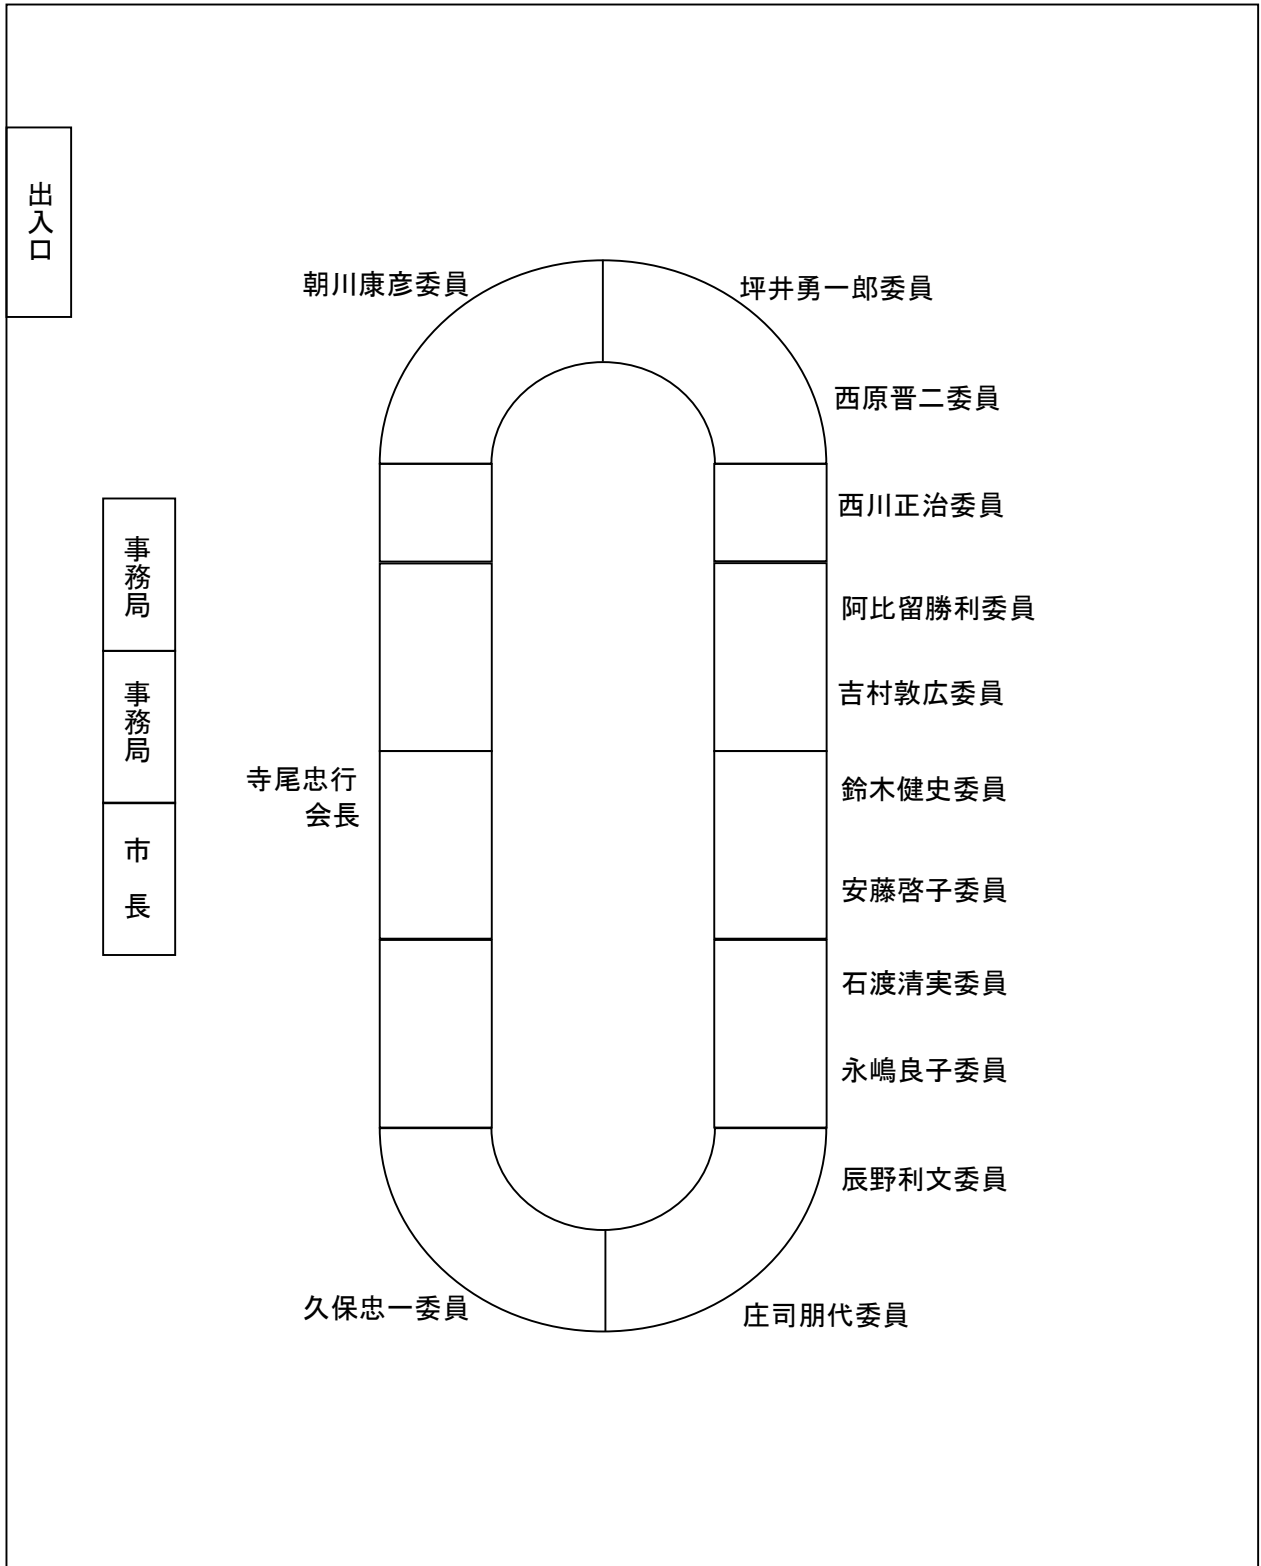 出入口
朝川康彦委員
坪井勇一郎委員
西原晋二委員
西川正治委員
事務局
阿比留勝利委員
事務局
吉村敦広委員
寺尾忠行
会長
鈴木健史委員
市長
安藤啓子委員
石渡清実委員
永嶋良子委員
辰野利文委員
久保忠一委員
庄司朋代委員